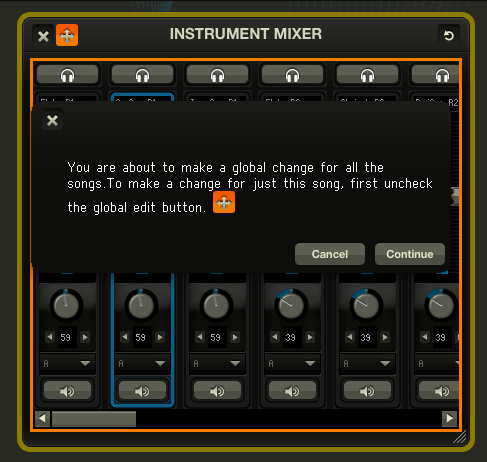 INSTRUMENT MIXER
You are about to make a global change for all the
songs.To make a change for just this song, first uncheck
the global edit button.
Cancel Continue
59 59 59 39 39 39
A A A A A A